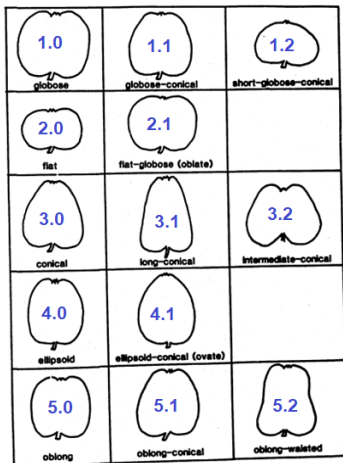 1.0
1.1
1.2
globose
globose-conical
short-globose-conical
2.0
2.1
flat
flat-globose (oblate)
3.0
3.1
3.2
conical
long-conical
intermediate-conical
4.0
4.1
ellipsoid
ellipsoid-conical (ovate)
5.0
5.1
5.2
oblong
oblong-conical
oblong-waisted